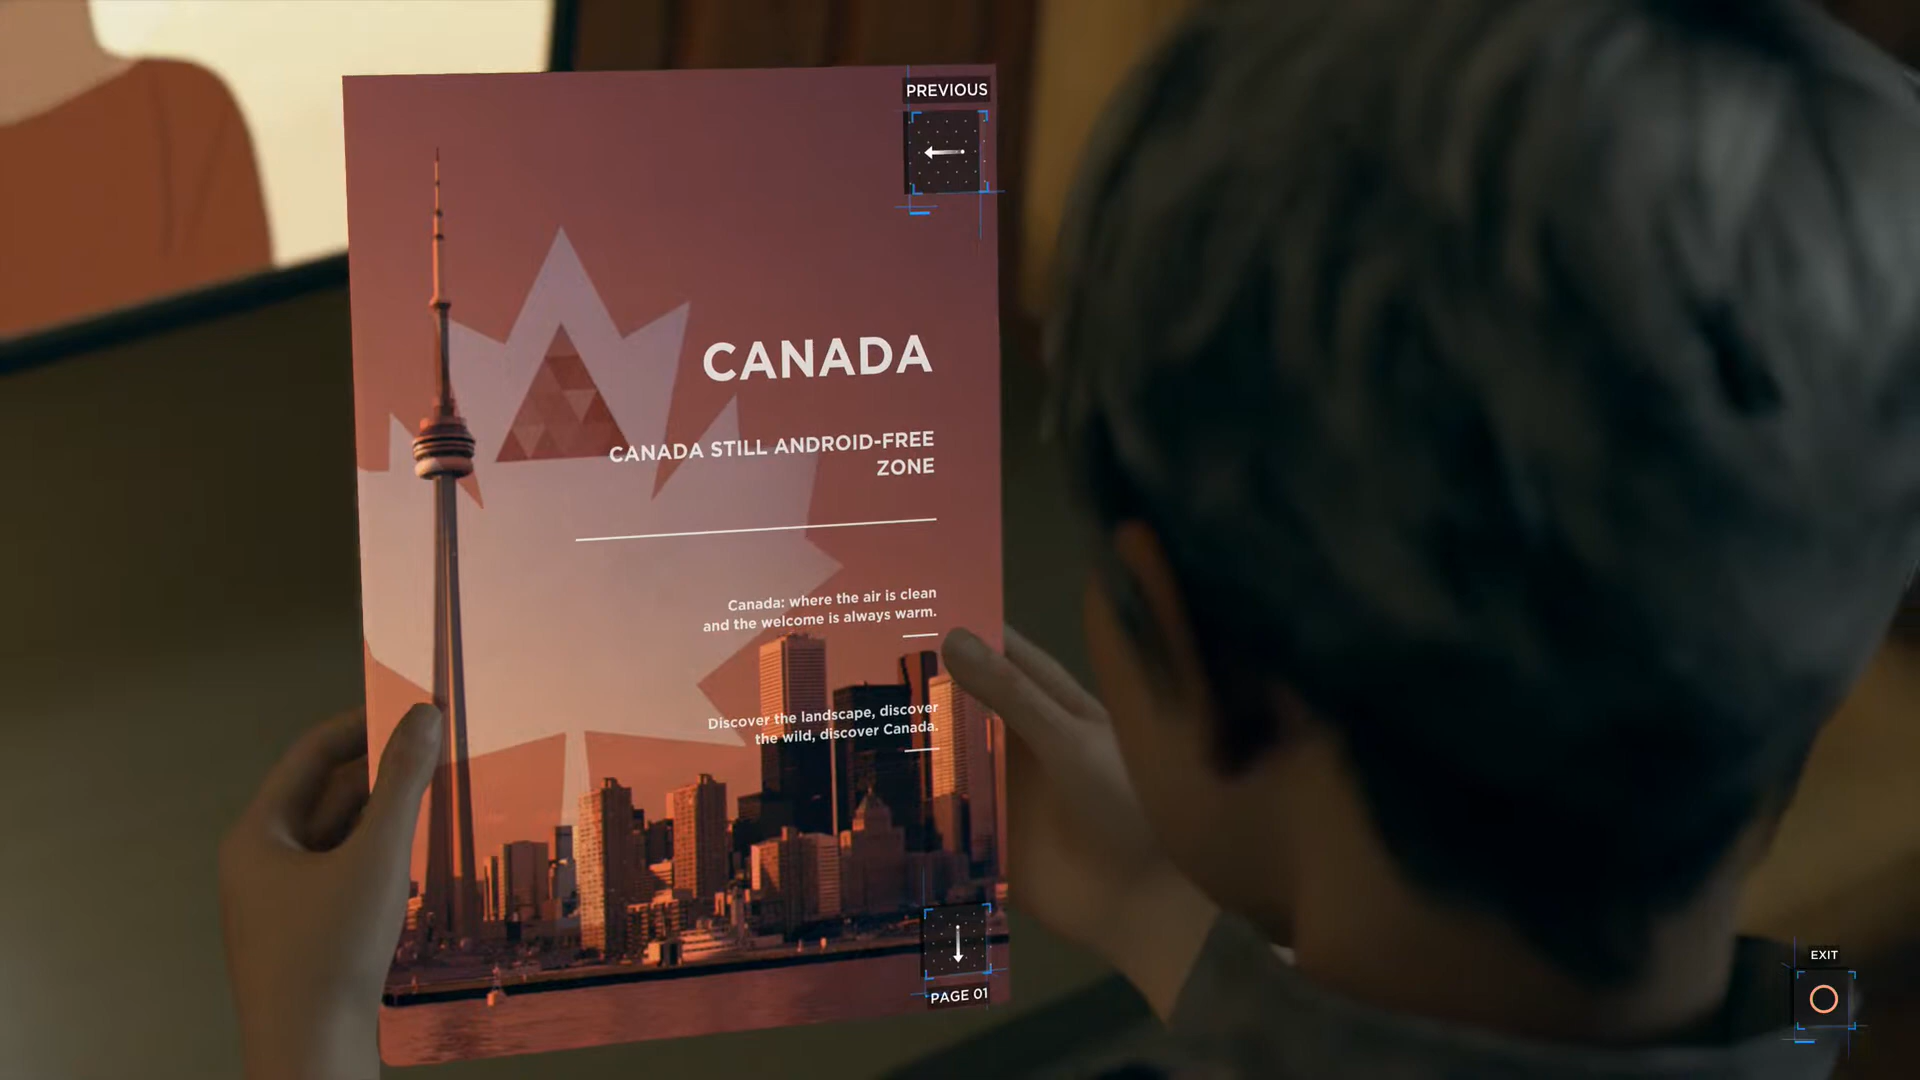 PREVIOUS
CANADA
CANADA STILL ANDROID-FREE
ZONE
Canada: where the air is clean
and the welcome is always warm.
Discover the landscape, discover
the wild, discover Canada.
PAGE 01
EXIT